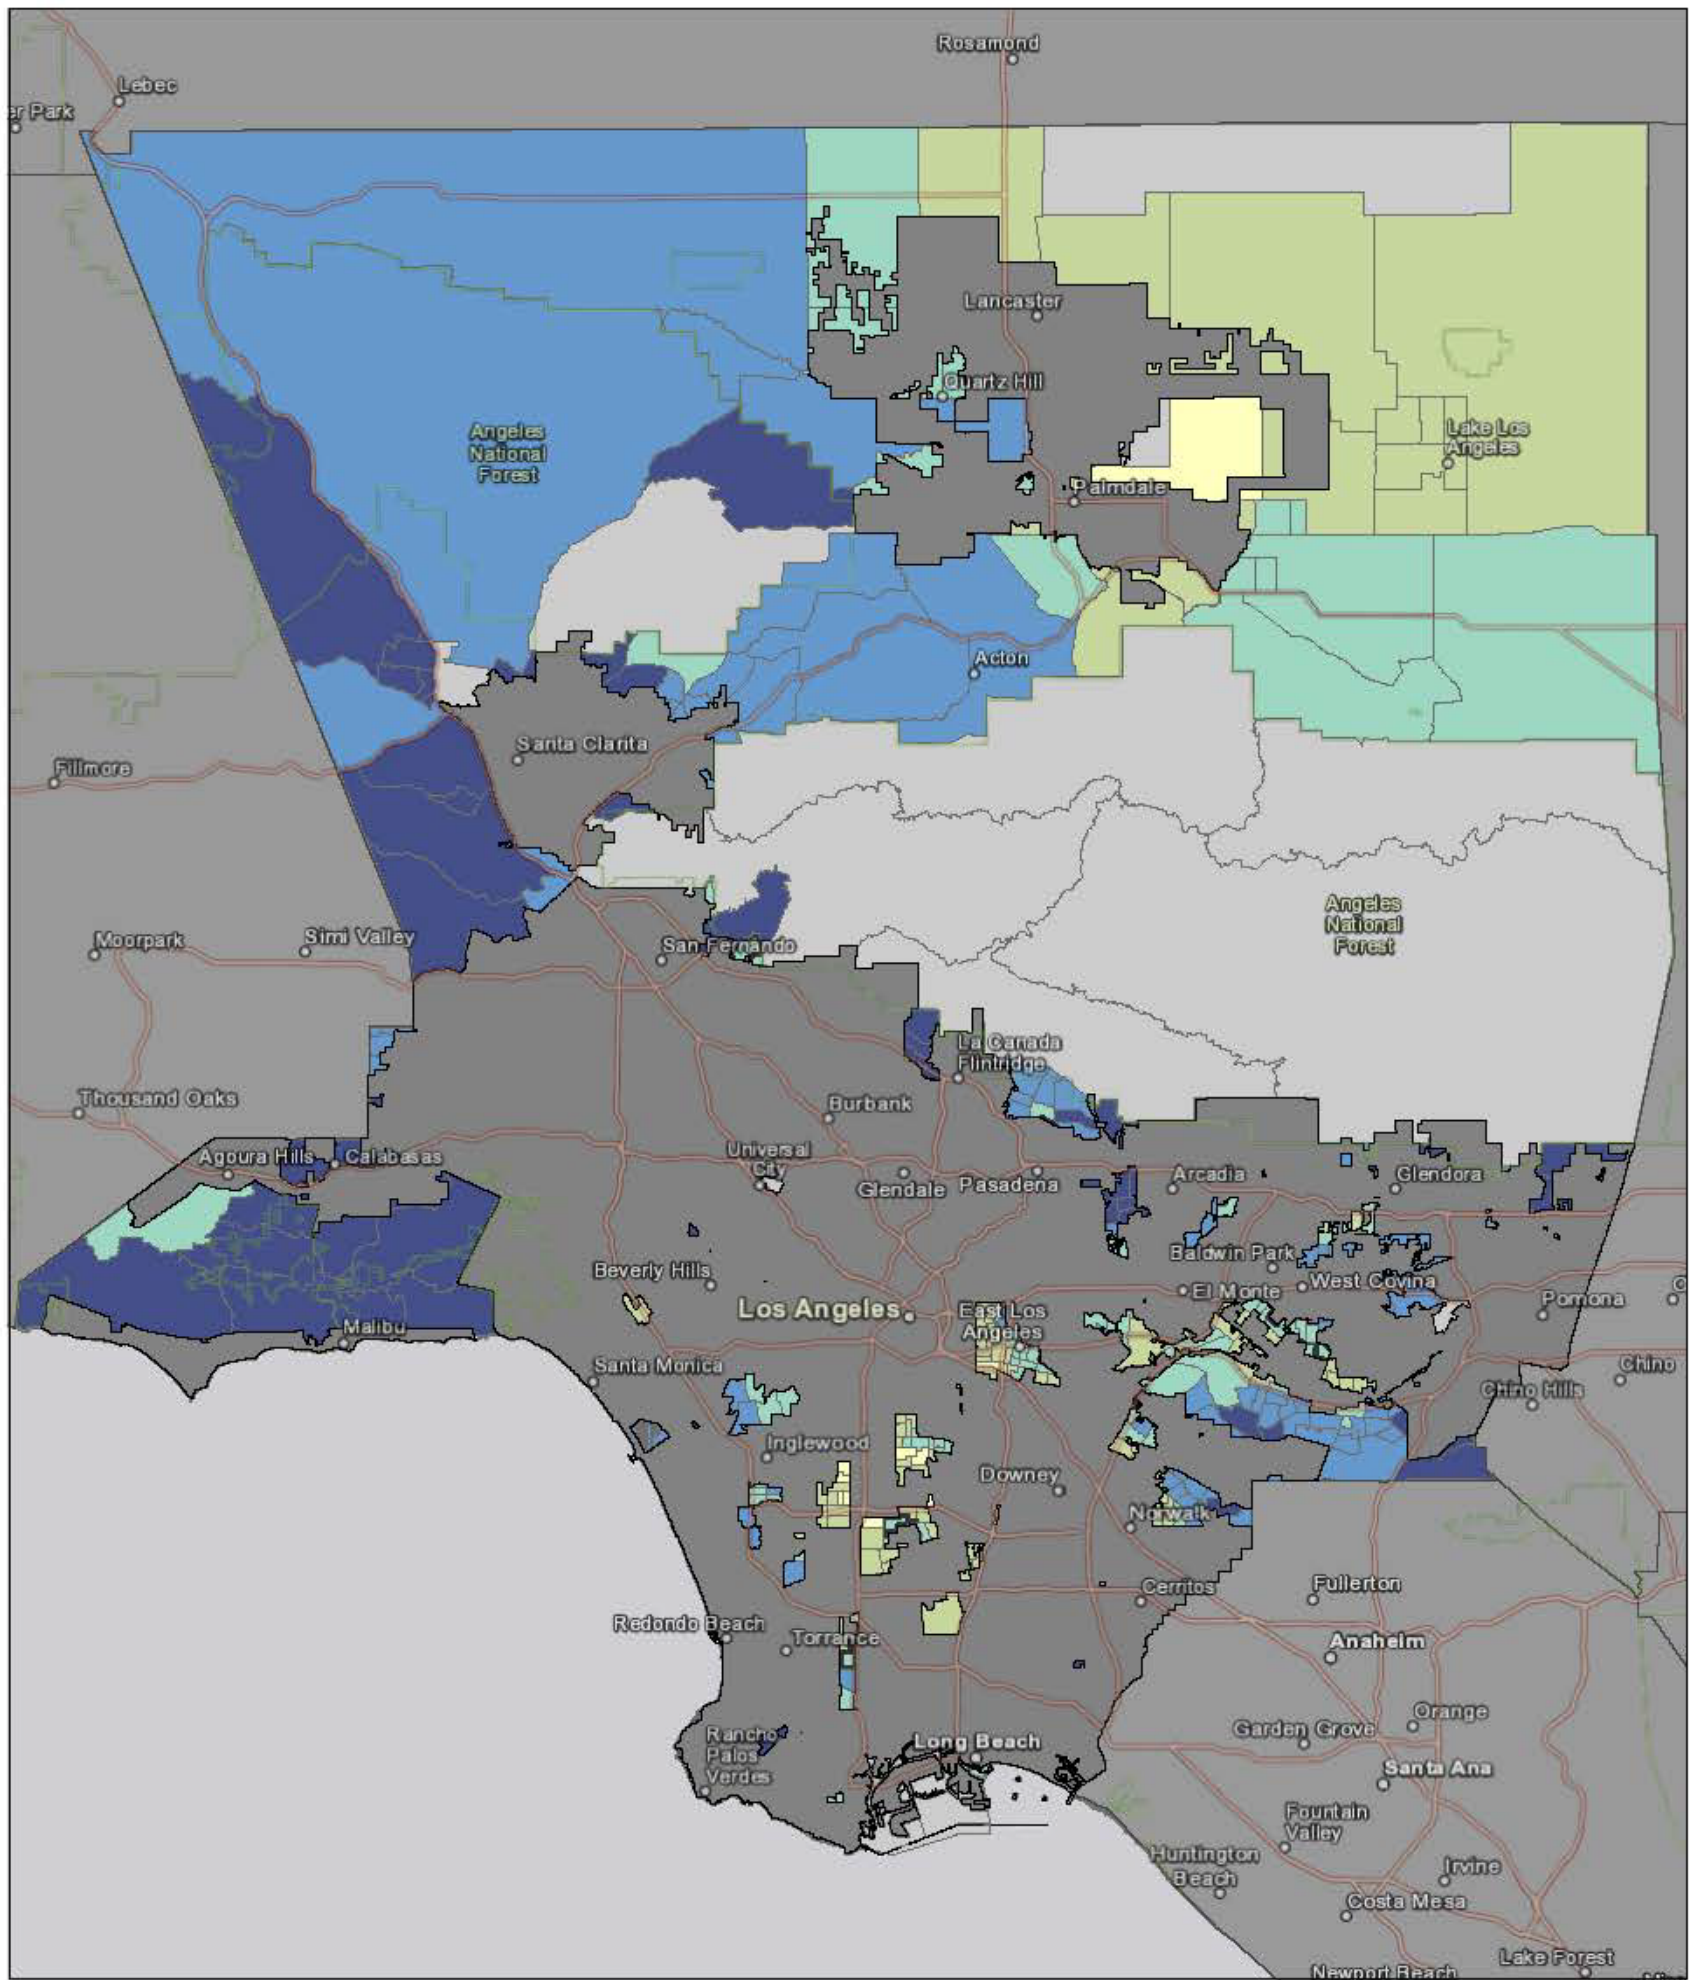 Rosamond
Lebec
er Park
Lancaster
Quartz Hill
Angeles
National
Forest
Lake Los
Angeles
Palmdale
Acton
Santa Clarita
Fillmore
Angeles
National
Forest
Moorpark
Simi Valley
San Fernando
La Canada
Flintridge
Thousand Oaks
Burbank
Universal
City
Agoura Hills
Calabasas
Glendale
Pasadena
Arcadia
Glendora
Baldwin Park
Beverly Hills
El Monte
West Covina
Los Angeles
East Los
Angeles
Pomona
Malibu
Santa Monica
Chino
Chino Hills
Inglewood
Downey
Norwalk
Cerritos
Fullerton
Redondo Beach
Torrance
Anaheim
Orange
Garden Grove
Rancho
Palos
Verdes
Long Beach
Santa Ana
Fountain
Valley
Huntington
Beach
Irvine
Costa Mesa
Lake Forest
Newport Beach